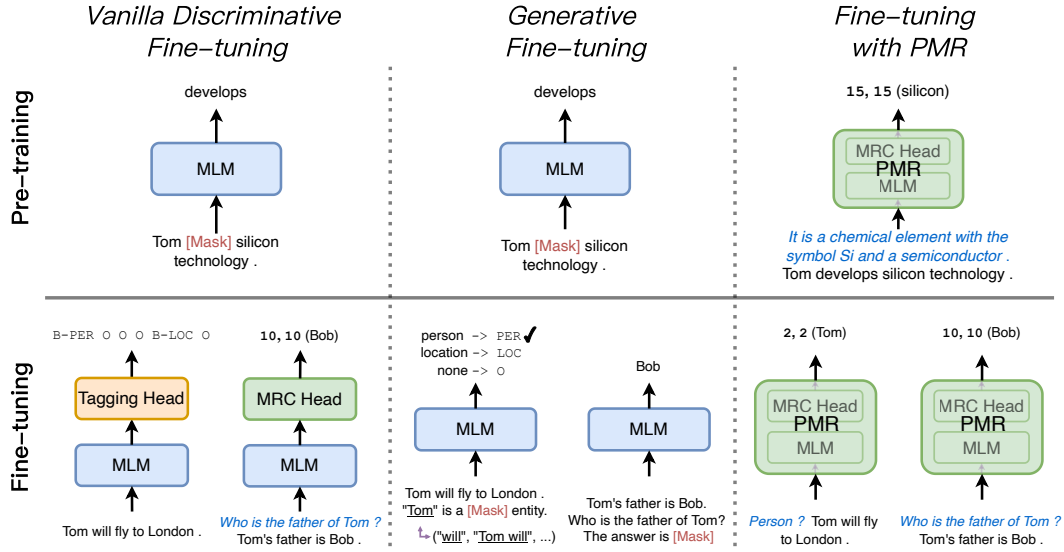 Vanilla Discriminative
Fine-tuning
Generative
Fine-tuning
Fine-tuning
with PMR
Pre-training
develops
MLM
Tom [Mask] silicon
technology .
develops
MLM
Tom [Mask] silicon
technology .
15, 15 (silicon)
MRC Head
PMR
MLM
It is a chemical element with the
symbol Si and a semiconductor .
Tom develops silicon technology .
Fine-tuning
B-PER O O O B-LOC O
Tagging Head
MLM
Tom will fly to London .
10, 10 (Bob)
MRC Head
MLM
Who is the father of Tom ?
Tom's father is Bob .
person -> PER ✓
location -> LOC
none -> O
MLM
Tom will fly to London .
"Tom" is a [Mask] entity.
("will", "Tom will", ...)
Bob
MLM
Tom's father is Bob.
Who is the father of Tom?
The answer is [Mask]
2, 2 (Tom)
MRC Head
PMR
MLM
Person ? Tom will fly
to London .
10, 10 (Bob)
MRC Head
PMR
MLM
Who is the father of Tom ?
Tom's father is Bob .